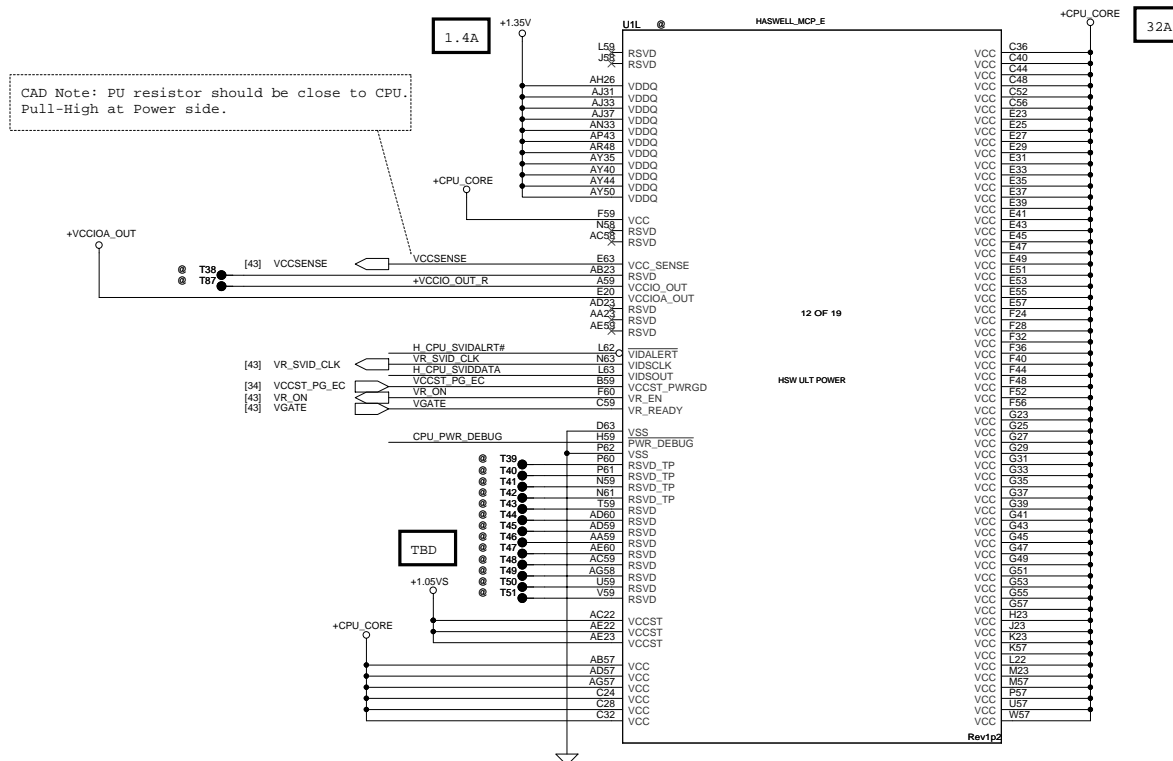 U1L @ HASWELL_MCP_E
1.4A
+1.35V
+CPU_CORE
32A
CAD Note: PU resistor should be close to CPU.
Pull-High at Power side.
L59 RSVD
J58 RSVD
AH26 VDDQ
AJ31 VDDQ
AJ33 VDDQ
AJ37 VDDQ
AN33 VDDQ
AP43 VDDQ
AR48 VDDQ
AY35 VDDQ
AY40 VDDQ
AY44 VDDQ
AY50 VDDQ
+CPU_CORE
F59 VCC
N58 RSVD
AC58 RSVD
+VCCIOA_OUT
[43] VCCSENSE VCCSENSE E63 VCC_SENSE
@ T38 AB23 RSVD
@ T87 +VCCIO_OUT_R A59 VCCIO_OUT
E20 VCCIOA_OUT
AD23 RSVD
AA23 RSVD
AE59 RSVD
H_CPU_SVIDALRT# L62 VIDALERT
[43] VR_SVID_CLK VR_SVID_CLK N63 VIDSCLK
H_CPU_SVIDDATA L63 VIDSOUT
[34] VCCST_PG_EC VCCST_PG_EC B59 VCCST_PWRGD
[43] VR_ON VR_ON F60 VR_EN
[43] VGATE VGATE C59 VR_READY
D63 VSS
CPU_PWR_DEBUG H59 PWR_DEBUG
P62 VSS
@ T39 P60 RSVD_TP
@ T40 P61 RSVD_TP
@ T41 N59 RSVD_TP
@ T42 N61 RSVD_TP
@ T43 T59 RSVD
@ T44 AD60 RSVD
@ T45 AD59 RSVD
@ T46 AA59 RSVD
@ T47 AE60 RSVD
@ T48 AC59 RSVD
@ T49 AG58 RSVD
@ T50 U59 RSVD
@ T51 V59 RSVD
TBD
+1.05VS
AC22 VCCST
AE22 VCCST
AE23 VCCST
+CPU_CORE
AB57 VCC
AD57 VCC
AG57 VCC
C24 VCC
C28 VCC
C32 VCC
12 OF 19
HSW ULT POWER
VCC C36
VCC C40
VCC C44
VCC C48
VCC C52
VCC C56
VCC E23
VCC E25
VCC E27
VCC E29
VCC E31
VCC E33
VCC E35
VCC E37
VCC E39
VCC E41
VCC E43
VCC E45
VCC E47
VCC E49
VCC E51
VCC E53
VCC E55
VCC E57
VCC F24
VCC F28
VCC F32
VCC F36
VCC F40
VCC F44
VCC F48
VCC F52
VCC F56
VCC G23
VCC G25
VCC G27
VCC G29
VCC G31
VCC G33
VCC G35
VCC G37
VCC G39
VCC G41
VCC G43
VCC G45
VCC G47
VCC G49
VCC G51
VCC G53
VCC G55
VCC G57
VCC H23
VCC J23
VCC K23
VCC K57
VCC L22
VCC M23
VCC M57
VCC P57
VCC U57
VCC W57
Rev1p2